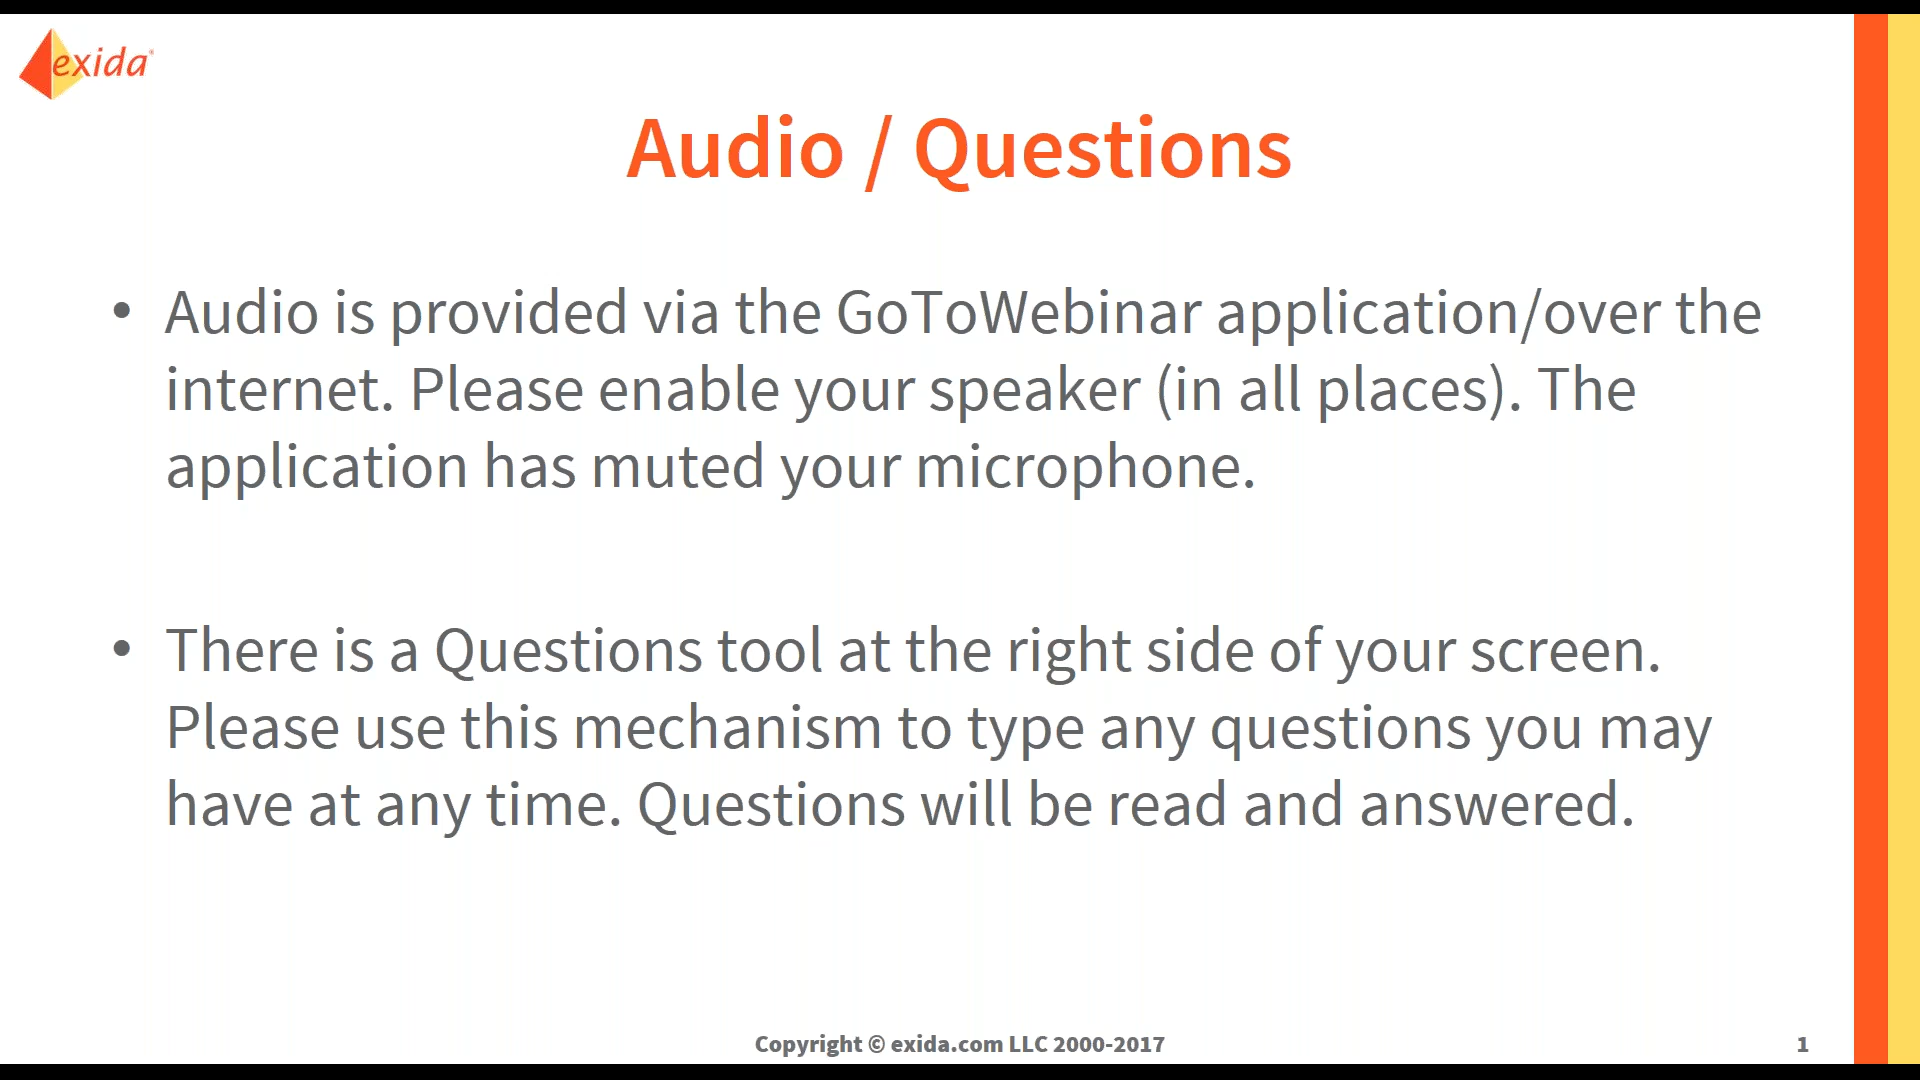 exida®
Audio / Questions
• Audio is provided via the GoToWebinar application/over the
internet. Please enable your speaker (in all places). The
application has muted your microphone.
• There is a Questions tool at the right side of your screen.
Please use this mechanism to type any questions you may
have at any time. Questions will be read and answered.
Copyright © exida.com LLC 2000-2017
1